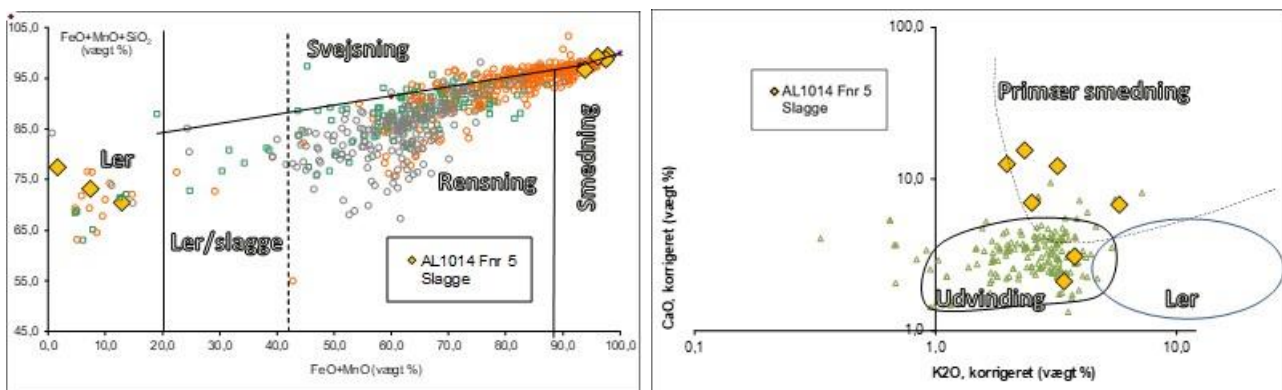 105,0
95,0
85,0
75,0
65,0
55,0
45,0
FeO+MnO+SiO2
(vægt %)
Svejsning
Ler
Ler/slagge
Rensning
Smedning
AL1014 Fnr 5
Slagge
0,0 10,0 20,0 30,0 40,0 50,0 60,0 70,0 80,0 90,0 100,0
FeO+MnO (vægt %)
CaO, korrigeret (vægt %)
100,0
10,0
1,0
AL1014 Fnr 5
Slagge
Primær smedning
Udvinding
Ler
0,1 1,0 10,0
K2O, korrigeret (vægt %)